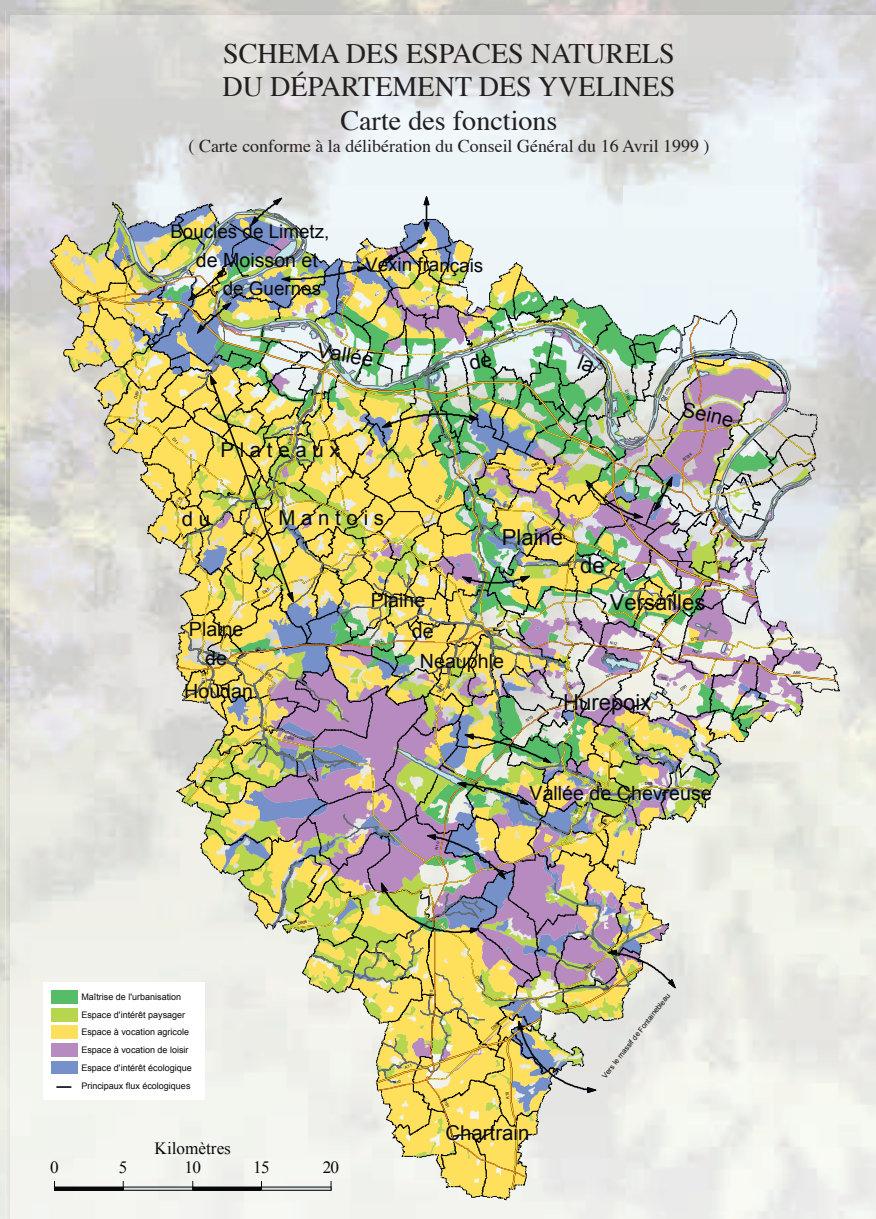 SCHEMA DES ESPACES NATURELS
DU DÉPARTEMENT DES YVELINES
Carte des fonctions
( Carte conforme à la délibération du Conseil Général du 16 Avril 1999 )
Boucles de Limetz,
de Moisson et
de Guernes
Vexin français
Vallée
de
la
Seine
Plateaux
du
Mantois
Plaine
de
Versailles
Plaine
de
Neauphle
Plaine
de
Houdan
Hurepoix
Vallée de Chevreuse
Vers le massif de Fontainebleau
Chartrain
Maîtrise de l'urbanisation
Espace d'intérêt paysager
Espace à vocation agricole
Espace à vocation de loisir
Espace d'intérêt écologique
Principaux flux écologiques
Kilomètres
0 5 10 15 20